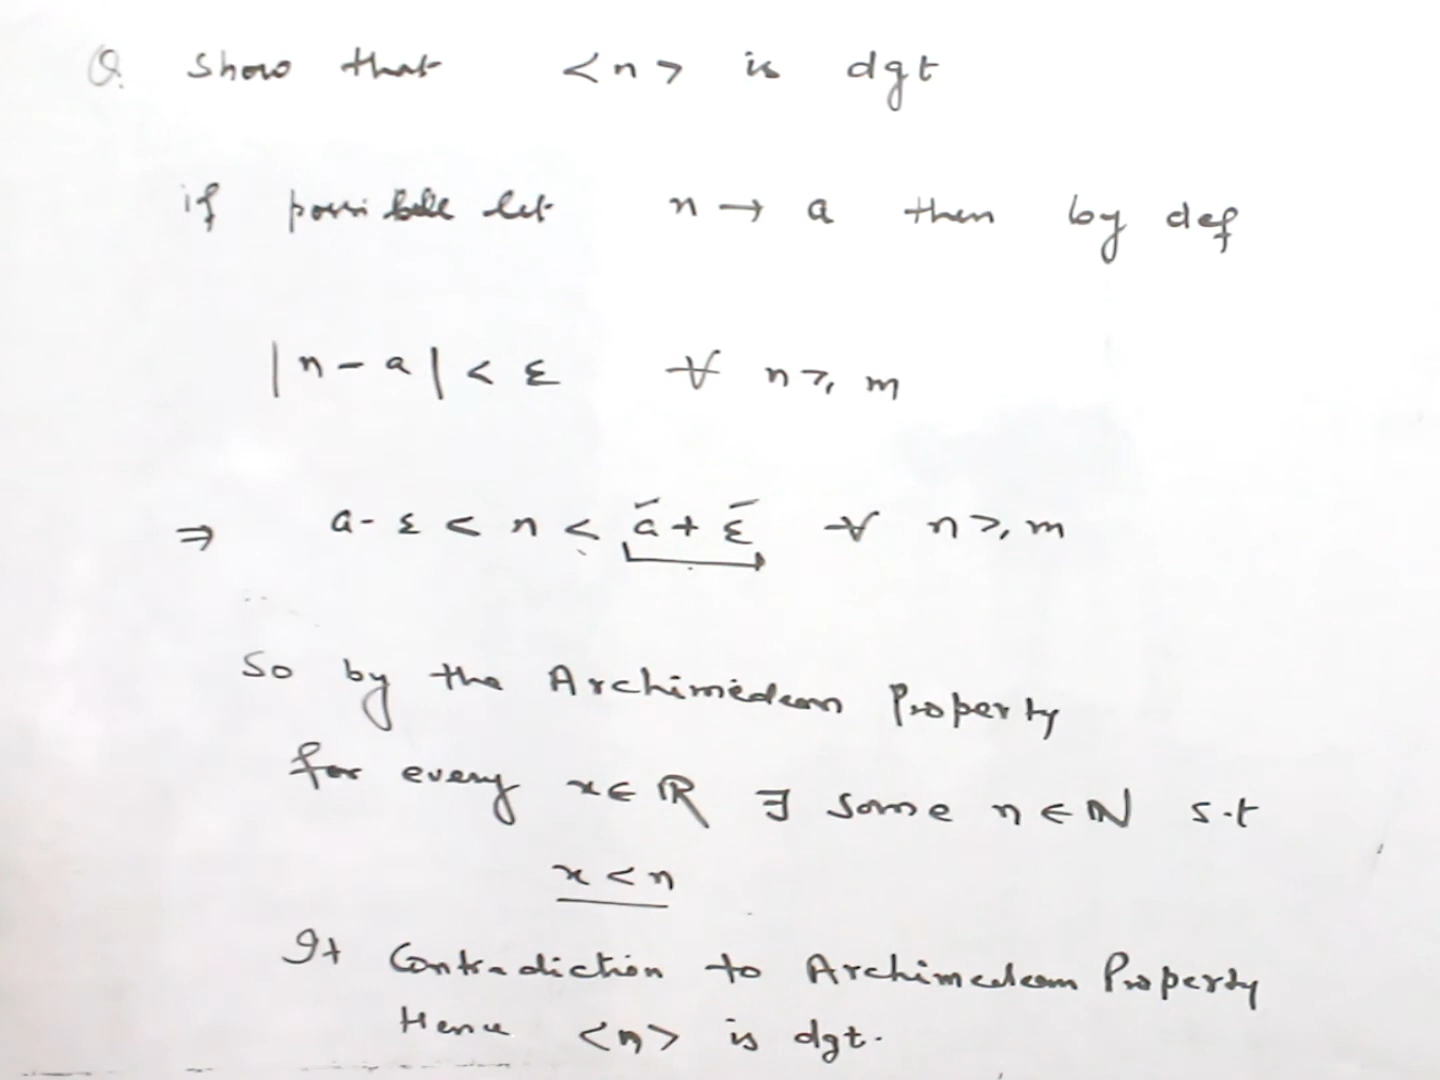 Q. Show that <n> is dgt
if possible let n → a then by def
|n - a| < ε ∀ n ≥ m
⇒ a - ε < n < a + ε ∀ n ≥ m
So by the Archimedean Property
for every x ∈ ℝ ∃ some n ∈ ℕ s.t
x < n
It Contradiction to Archimedean Property
Hence <n> is dgt.